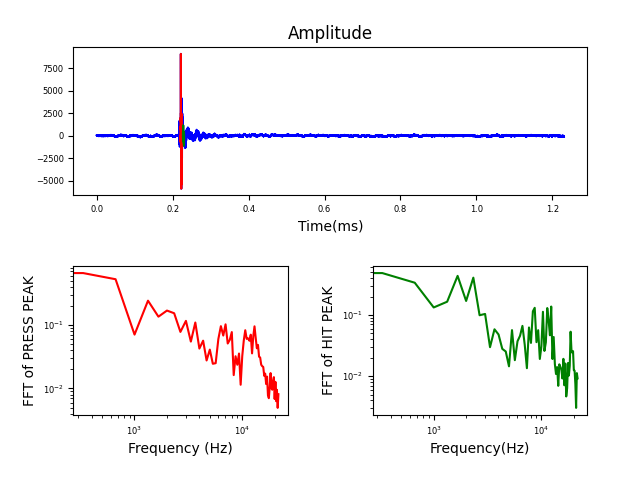 Amplitude
7500
5000
2500
0
−2500
−5000
0.0 0.2 0.4 0.6 0.8 1.0 1.2
Time(ms)
FFT of PRESS PEAK
10⁻¹
10⁻²
10³ 10⁴
Frequency (Hz)
FFT of HIT PEAK
10⁻¹
10⁻²
10³ 10⁴
Frequency(Hz)